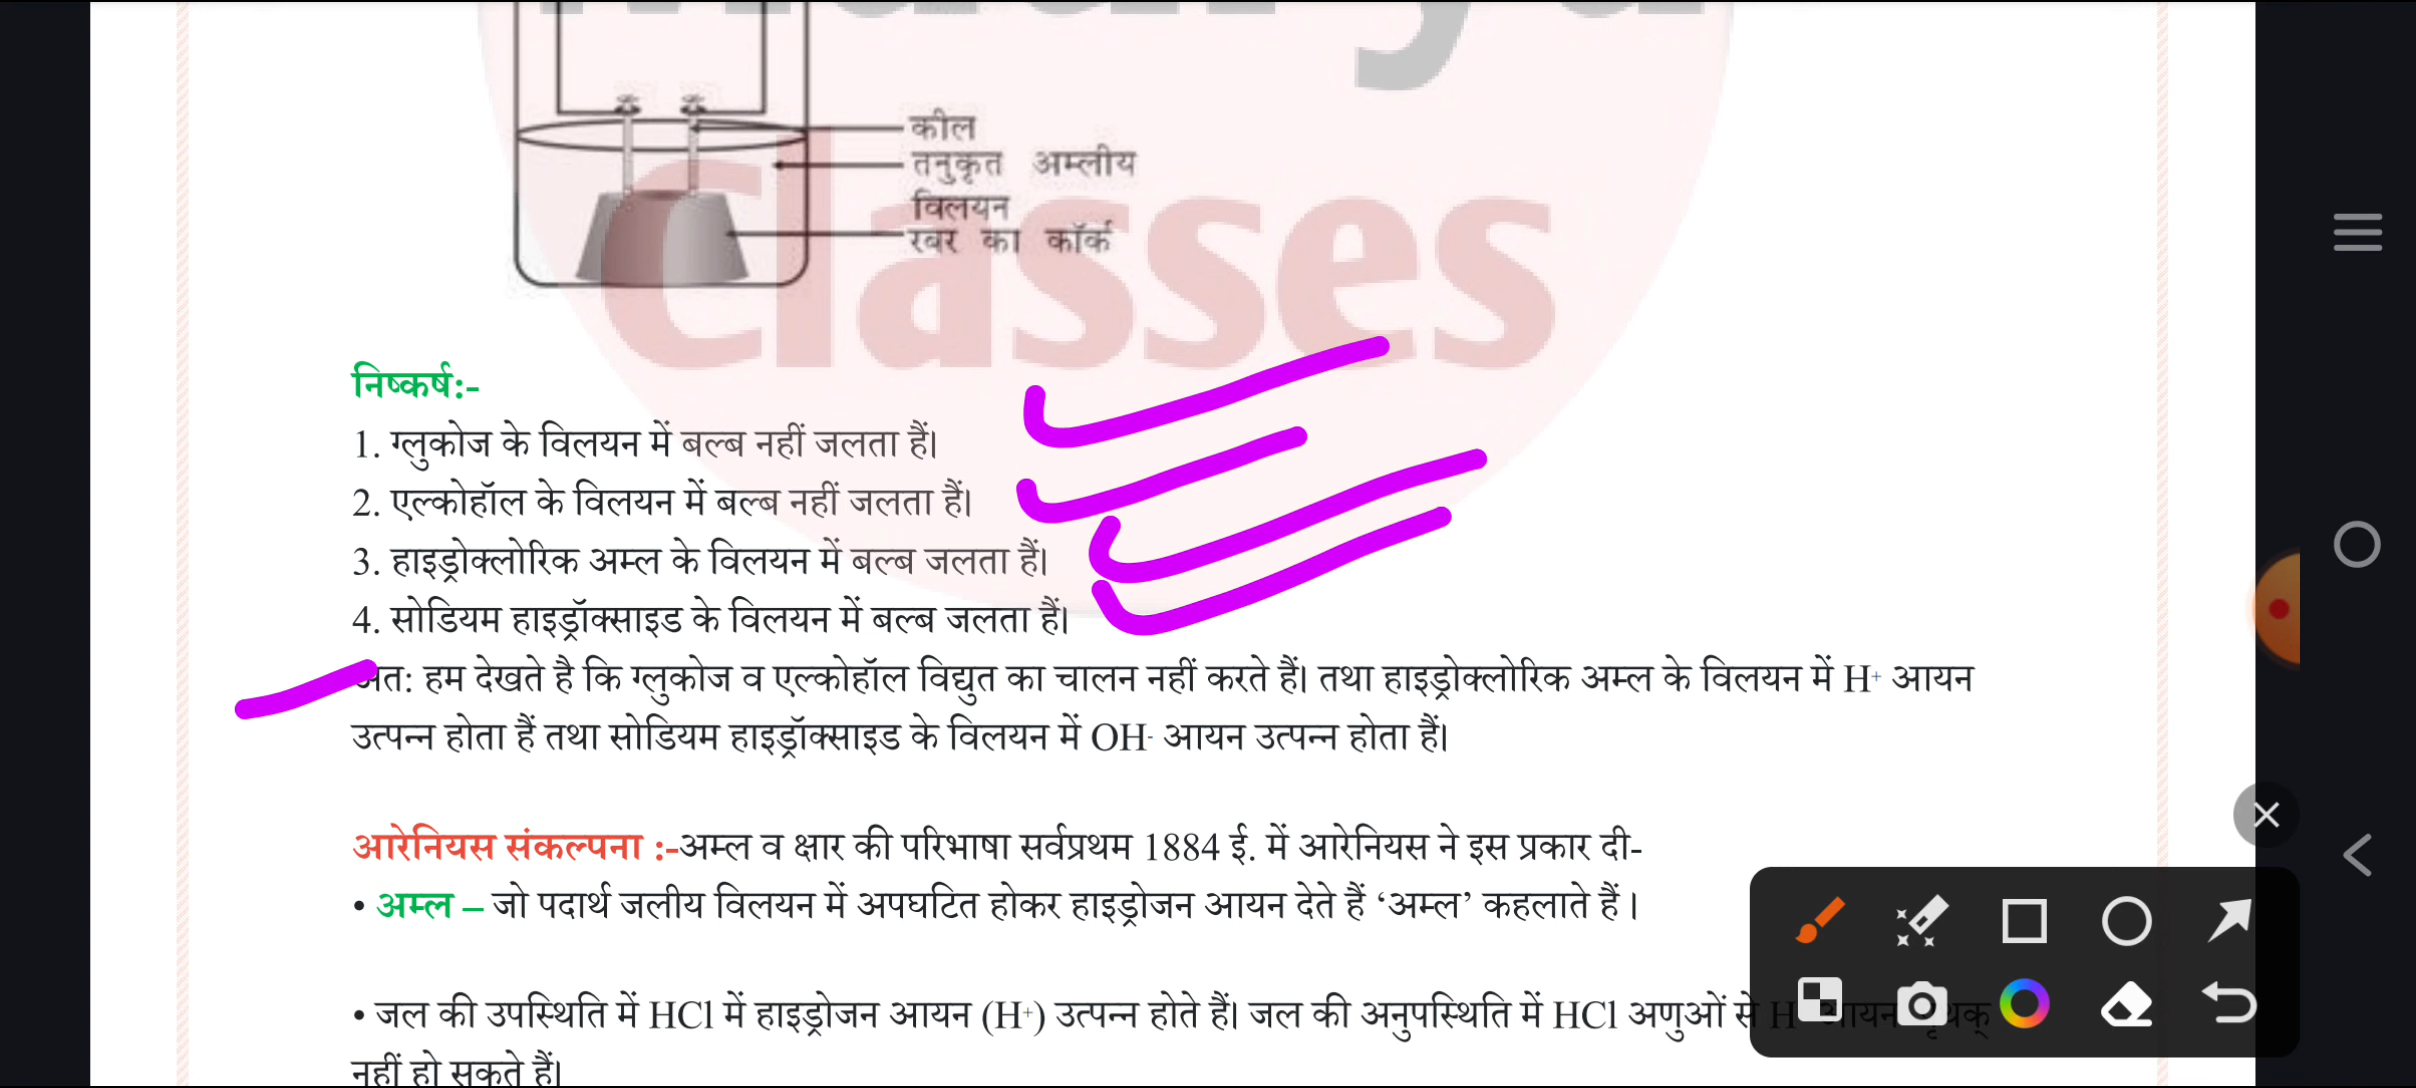 कील
तनुकृत अम्लीय
विलयन
रबर का कॉर्क
Classes
निष्कर्ष:-
1. ग्लुकोज के विलयन में बल्ब नहीं जलता हैं।
2. एल्कोहॉल के विलयन में बल्ब नहीं जलता हैं।
3. हाइड्रोक्लोरिक अम्ल के विलयन में बल्ब जलता हैं।
4. सोडियम हाइड्रॉक्साइड के विलयन में बल्ब जलता हैं।
अत: हम देखते है कि ग्लुकोज व एल्कोहॉल विद्युत का चालन नहीं करते हैं। तथा हाइड्रोक्लोरिक अम्ल के विलयन में H⁺ आयन
उत्पन्न होता हैं तथा सोडियम हाइड्रॉक्साइड के विलयन में OH⁻ आयन उत्पन्न होता हैं।
आरेनियस संकल्पना :-अम्ल व क्षार की परिभाषा सर्वप्रथम 1884 ई. में आरेनियस ने इस प्रकार दी-
• अम्ल – जो पदार्थ जलीय विलयन में अपघटित होकर हाइड्रोजन आयन देते हैं ‘अम्ल’ कहलाते हैं ।
• जल की उपस्थिति में HCl में हाइड्रोजन आयन (H⁺) उत्पन्न होते हैं। जल की अनुपस्थिति में HCl अणुओं से H आयन
नहीं हो सकते हैं।